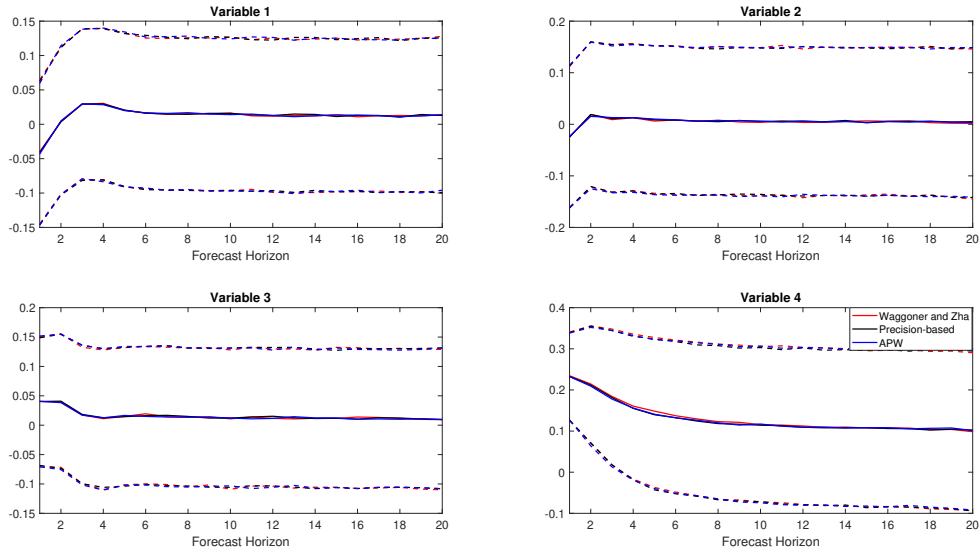 Variable 1
0.15
0.1
0.05
0
-0.05
-0.1
-0.15
2 4 6 8 10 12 14 16 18 20
Forecast Horizon
Variable 2
0.2
0.1
0
-0.1
-0.2
2 4 6 8 10 12 14 16 18 20
Forecast Horizon
Variable 3
0.2
0.15
0.1
0.05
0
-0.05
-0.1
-0.15
2 4 6 8 10 12 14 16 18 20
Forecast Horizon
Variable 4
0.4
0.3
0.2
0.1
0
-0.1
2 4 6 8 10 12 14 16 18 20
Forecast Horizon
Waggoner and Zha
Precision-based
APW